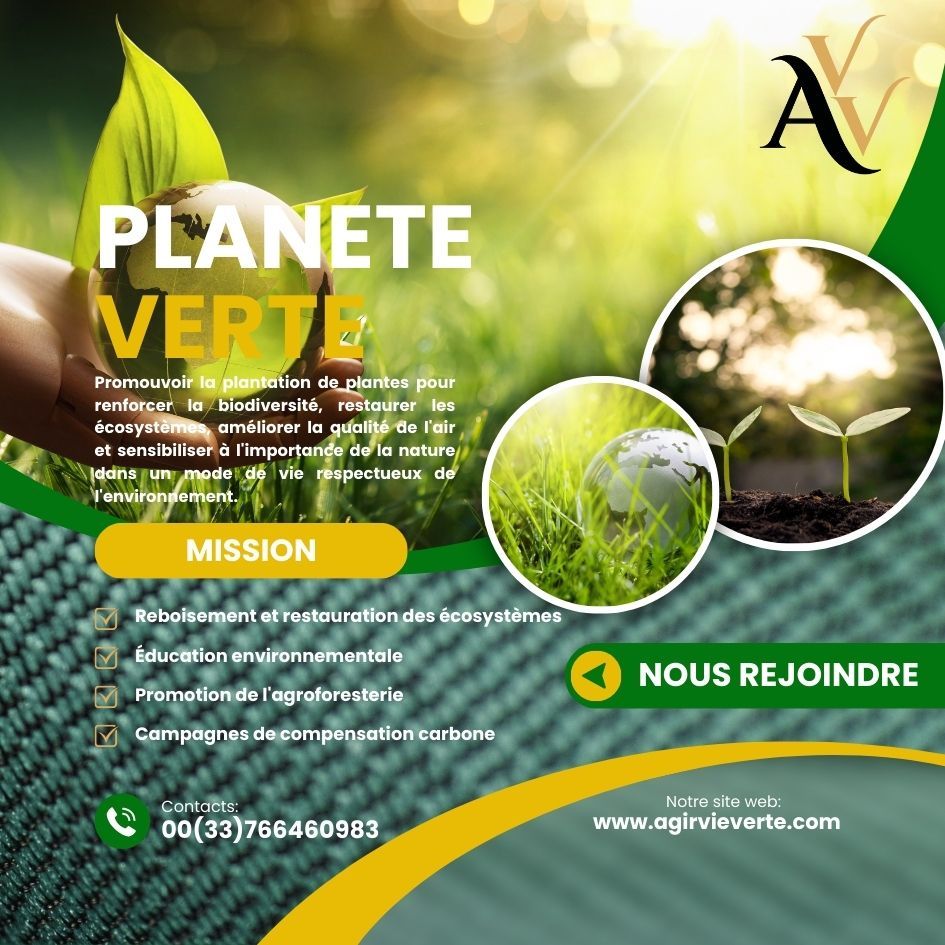 AVV
PLANETE
VERTE
Promouvoir la plantation de plantes pour
renforcer la biodiversité, restaurer les
écosystèmes, améliorer la qualité de l'air
et sensibiliser à l'importance de la nature
dans un mode de vie respectueux de
l'environnement.
MISSION
Reboisement et restauration des écosystèmes
Éducation environnementale
Promotion de l'agroforesterie
Campagnes de compensation carbone
NOUS REJOINDRE
Contacts:
00(33)766460983
Notre site web:
www.agirvieverte.com